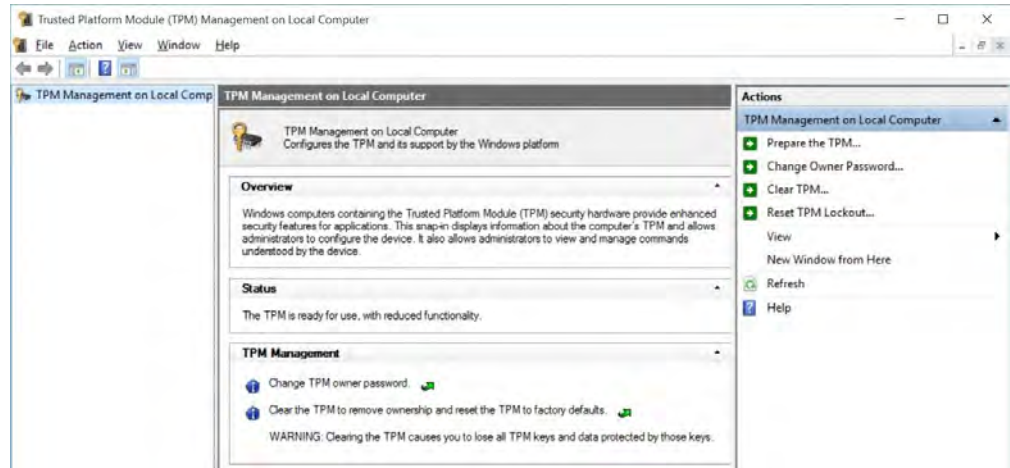 Trusted Platform Module (TPM) Management on Local Computer
File Action View Window Help
TPM Management on Local Comp
TPM Management on Local Computer
TPM Management on Local Computer
Configures the TPM and its support by the Windows platform
Overview
Windows computers containing the Trusted Platform Module (TPM) security hardware provide enhanced
security features for applications. This snap-in displays information about the computer's TPM and allows
administrators to configure the device. It also allows administrators to view and manage commands
understood by the device.
Status
The TPM is ready for use, with reduced functionality.
TPM Management
Change TPM owner password.
Clear the TPM to remove ownership and reset the TPM to factory defaults.
WARNING: Clearing the TPM causes you to lose all TPM keys and data protected by those keys.
Actions
TPM Management on Local Computer
Prepare the TPM...
Change Owner Password...
Clear TPM...
Reset TPM Lockout...
View
New Window from Here
Refresh
Help